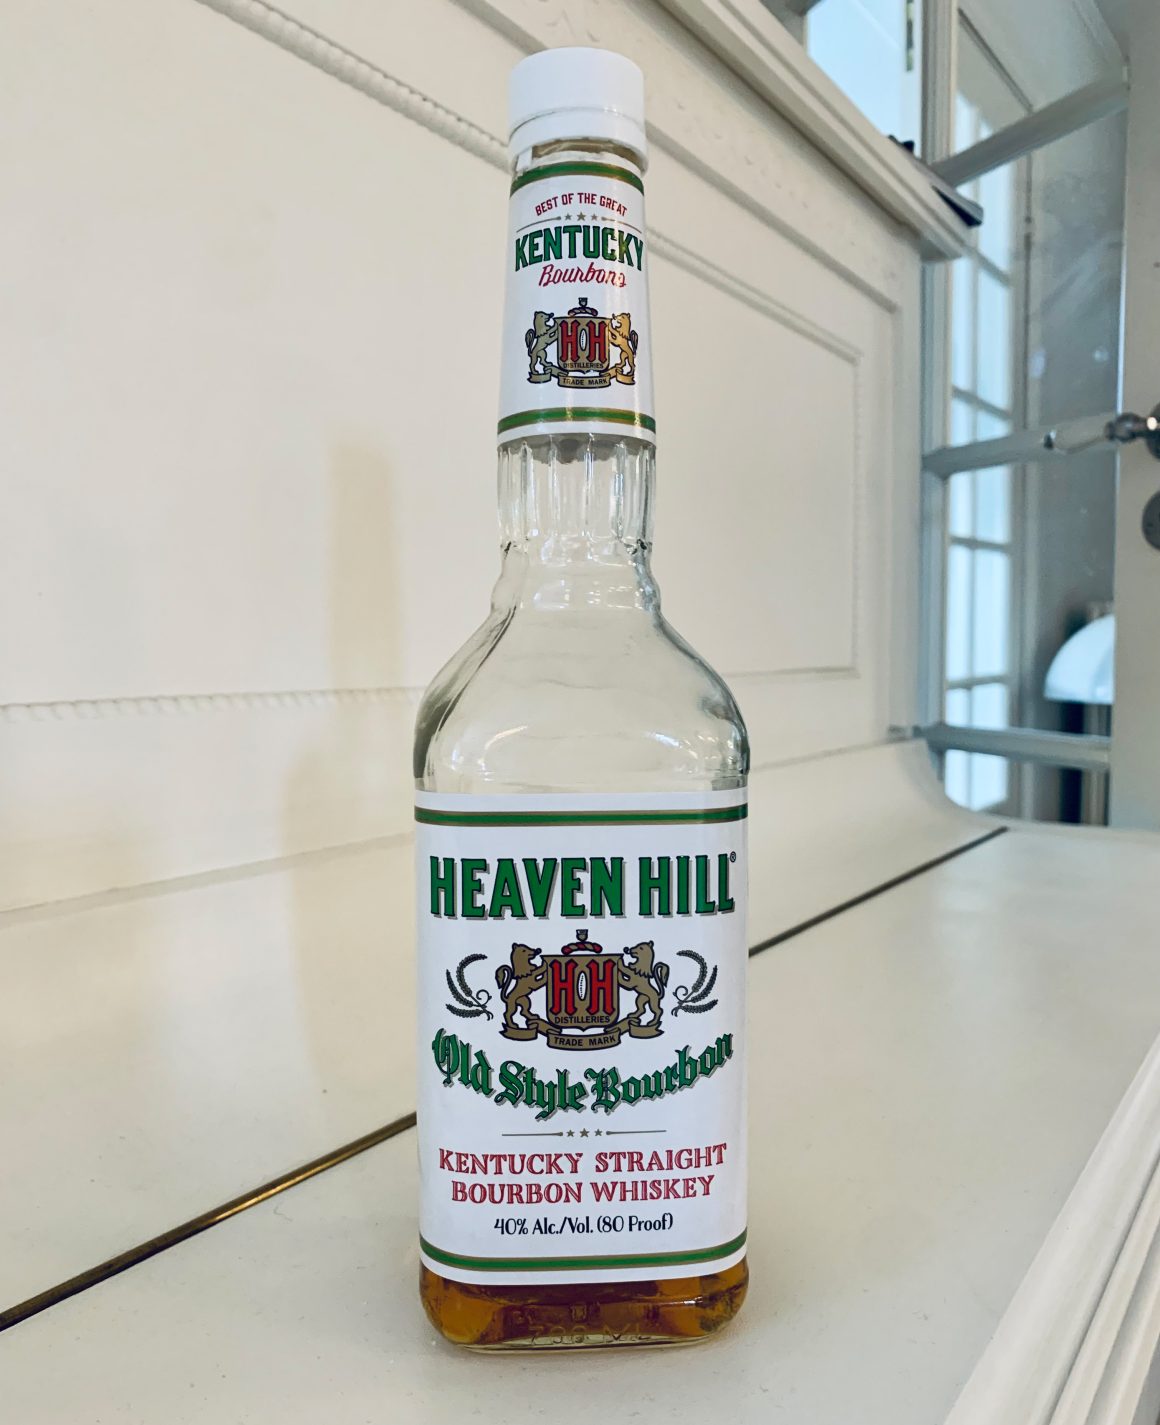 BEST OF THE GREAT
KENTUCKY
Bourbons
HH
DISTILLERIES
TRADE MARK
HEAVEN HILL®
HH
DISTILLERIES
TRADE MARK
Old Style Bourbon
KENTUCKY STRAIGHT
BOURBON WHISKEY
40% Alc./Vol. (80 Proof)